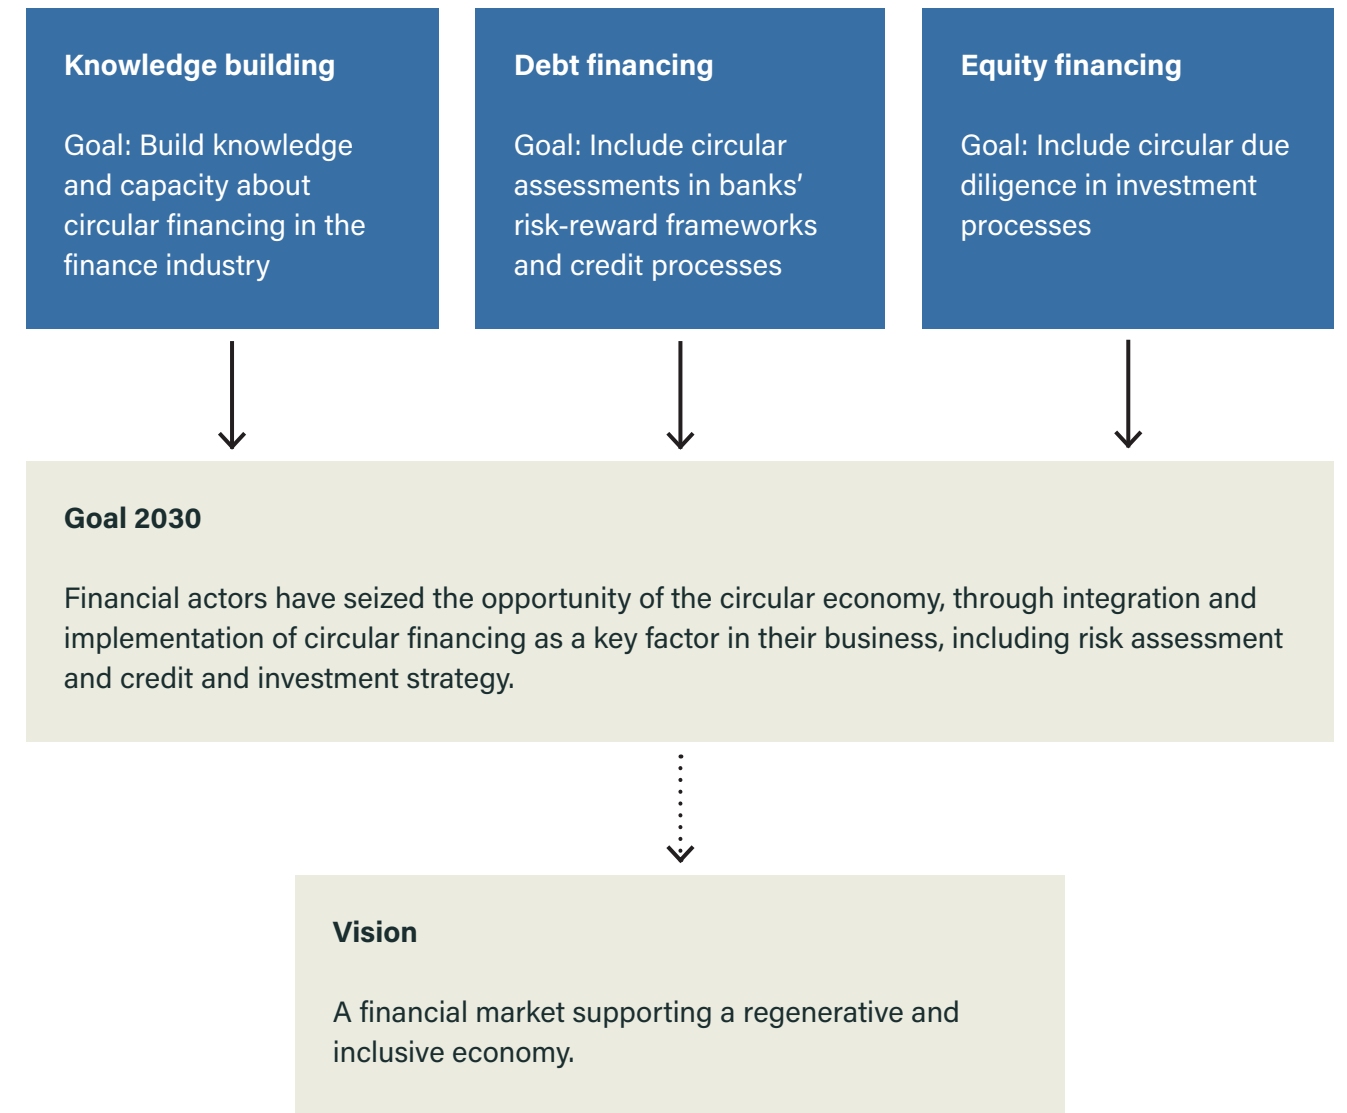 Knowledge building
Goal: Build knowledge
and capacity about
circular financing in the
finance industry
Debt financing
Goal: Include circular
assessments in banks’
risk-reward frameworks
and credit processes
Equity financing
Goal: Include circular due
diligence in investment
processes
Goal 2030
Financial actors have seized the opportunity of the circular economy, through integration and
implementation of circular financing as a key factor in their business, including risk assessment
and credit and investment strategy.
Vision
A financial market supporting a regenerative and
inclusive economy.